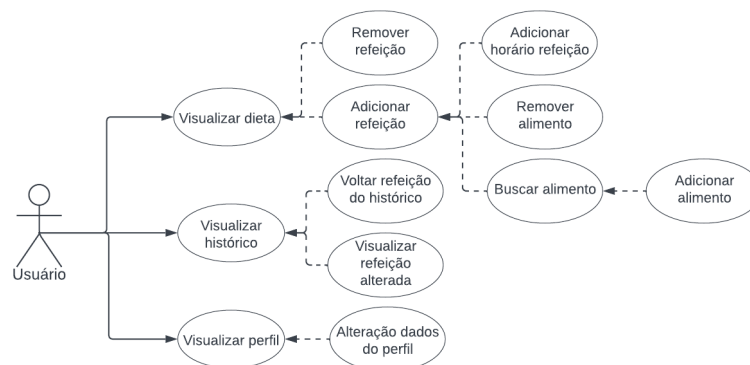 Remover
refeição
Adicionar
horário refeição
Visualizar dieta
Adicionar
refeição
Remover
alimento
Voltar refeição
do histórico
Buscar alimento
Adicionar
alimento
Visualizar
histórico
Visualizar
refeição
alterada
Usuário
Visualizar perfil
Alteração dados
do perfil